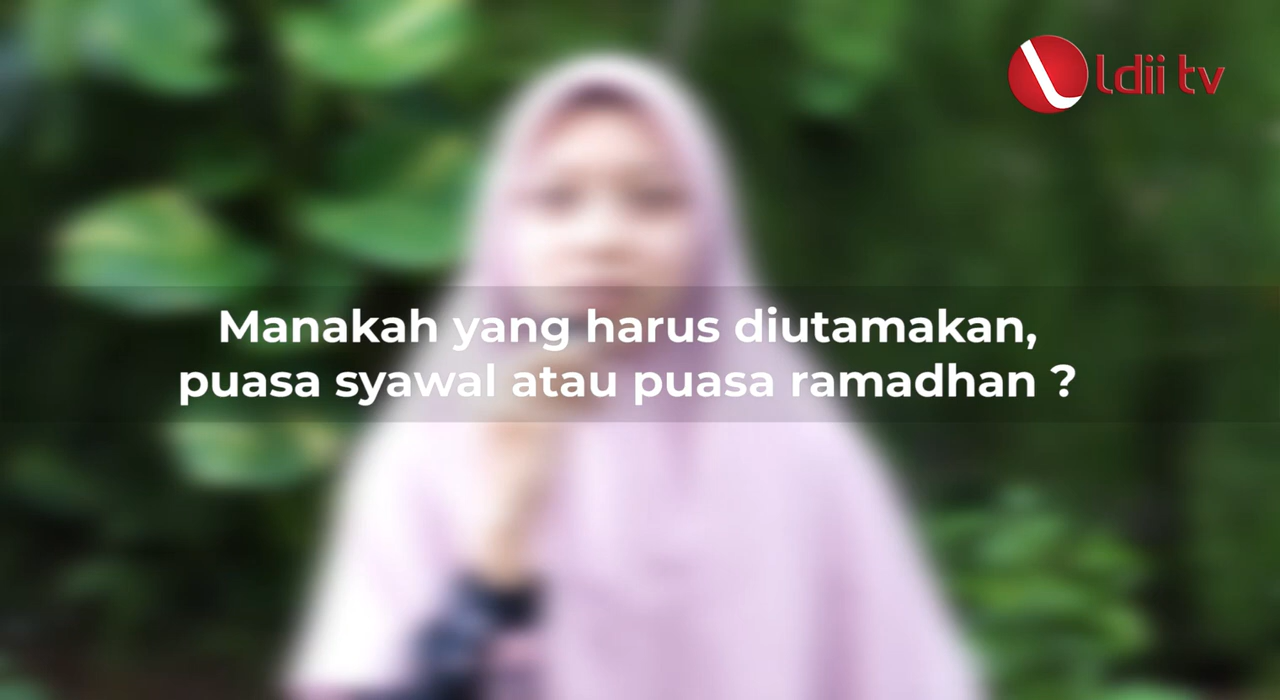 ldii tv
Manakah yang harus diutamakan,
puasa syawal atau puasa ramadhan ?